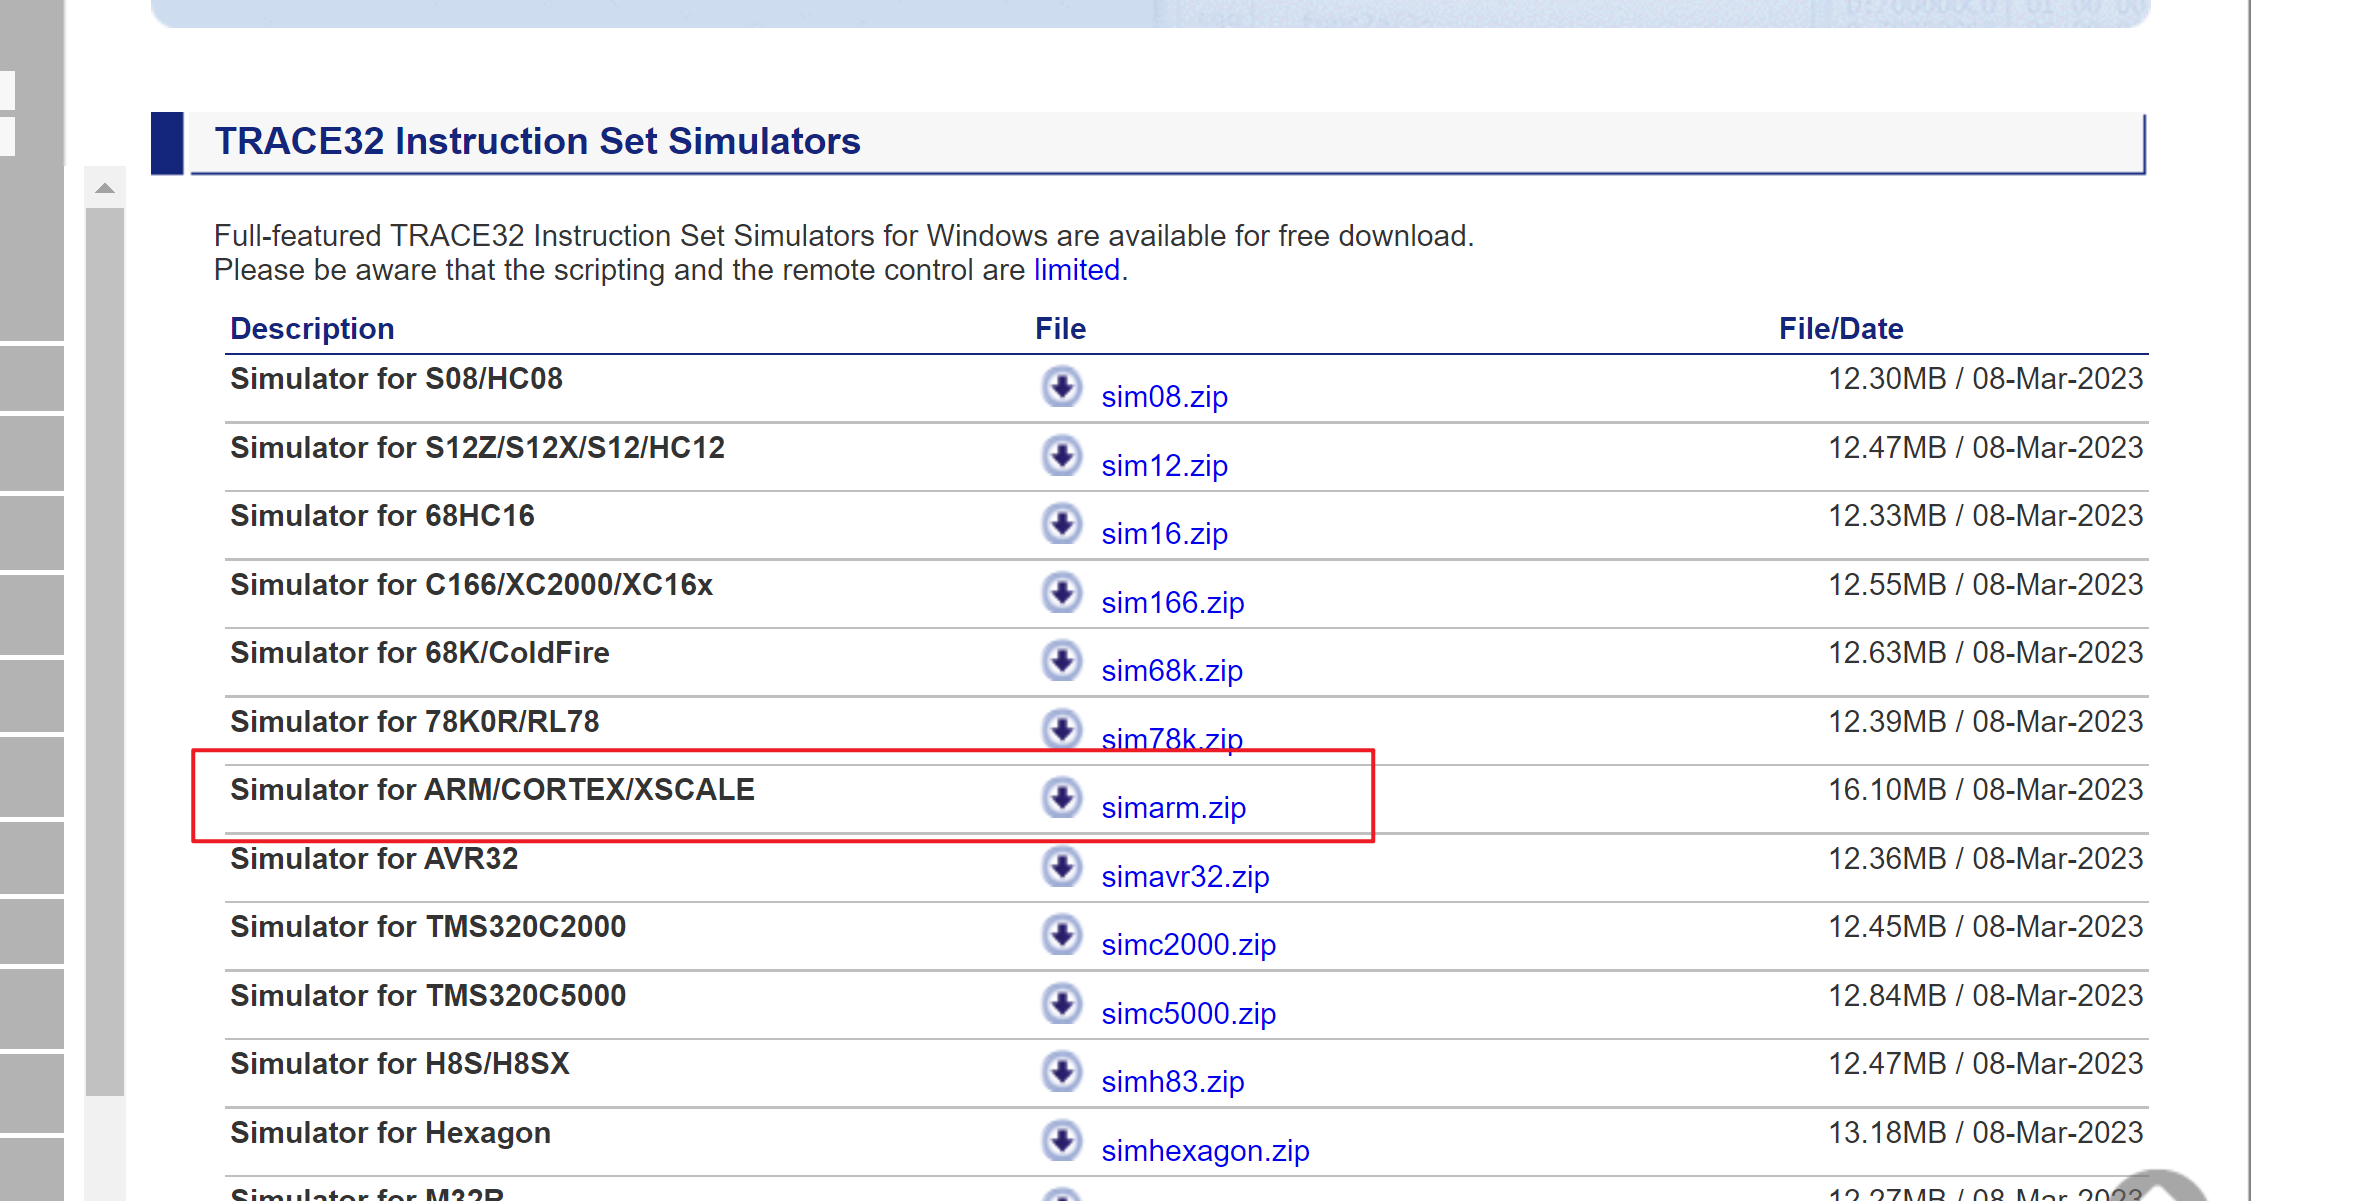 TRACE32 Instruction Set Simulators
Full-featured TRACE32 Instruction Set Simulators for Windows are available for free download.
Please be aware that the scripting and the remote control are limited.
Description File File/Date
Simulator for S08/HC08 sim08.zip 12.30MB / 08-Mar-2023
Simulator for S12Z/S12X/S12/HC12 sim12.zip 12.47MB / 08-Mar-2023
Simulator for 68HC16 sim16.zip 12.33MB / 08-Mar-2023
Simulator for C166/XC2000/XC16x sim166.zip 12.55MB / 08-Mar-2023
Simulator for 68K/ColdFire sim68k.zip 12.63MB / 08-Mar-2023
Simulator for 78K0R/RL78 sim78k.zip 12.39MB / 08-Mar-2023
Simulator for ARM/CORTEX/XSCALE simarm.zip 16.10MB / 08-Mar-2023
Simulator for AVR32 simavr32.zip 12.36MB / 08-Mar-2023
Simulator for TMS320C2000 simc2000.zip 12.45MB / 08-Mar-2023
Simulator for TMS320C5000 simc5000.zip 12.84MB / 08-Mar-2023
Simulator for H8S/H8SX simh83.zip 12.47MB / 08-Mar-2023
Simulator for Hexagon simhexagon.zip 13.18MB / 08-Mar-2023
Simulator for M32R 12.27MB / 08-Mar-2023